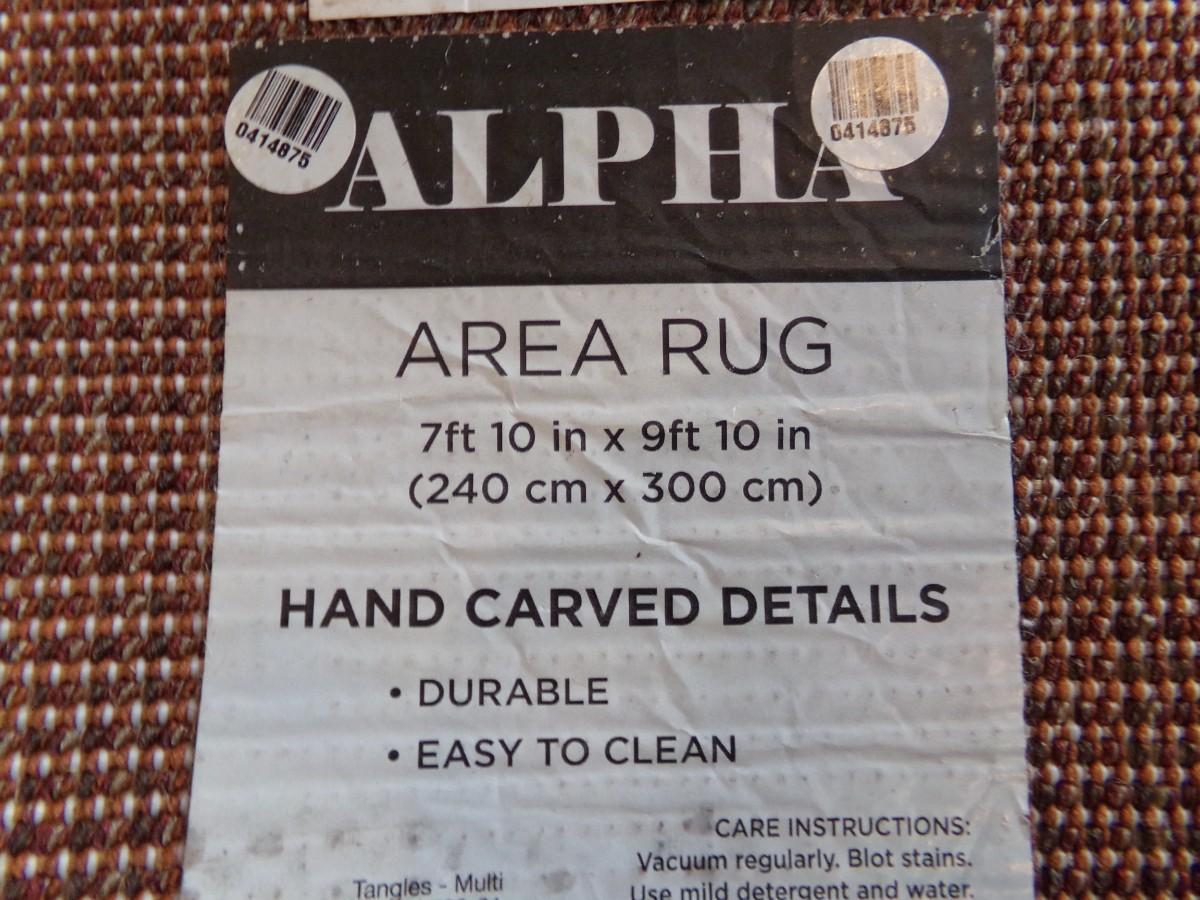 0414875
ALPHA
0414875
AREA RUG
7ft 10 in x 9ft 10 in
(240 cm x 300 cm)
HAND CARVED DETAILS
• DURABLE
• EASY TO CLEAN
CARE INSTRUCTIONS:
Vacuum regularly. Blot stains.
Use mild detergent and water.
Tangles - Multi